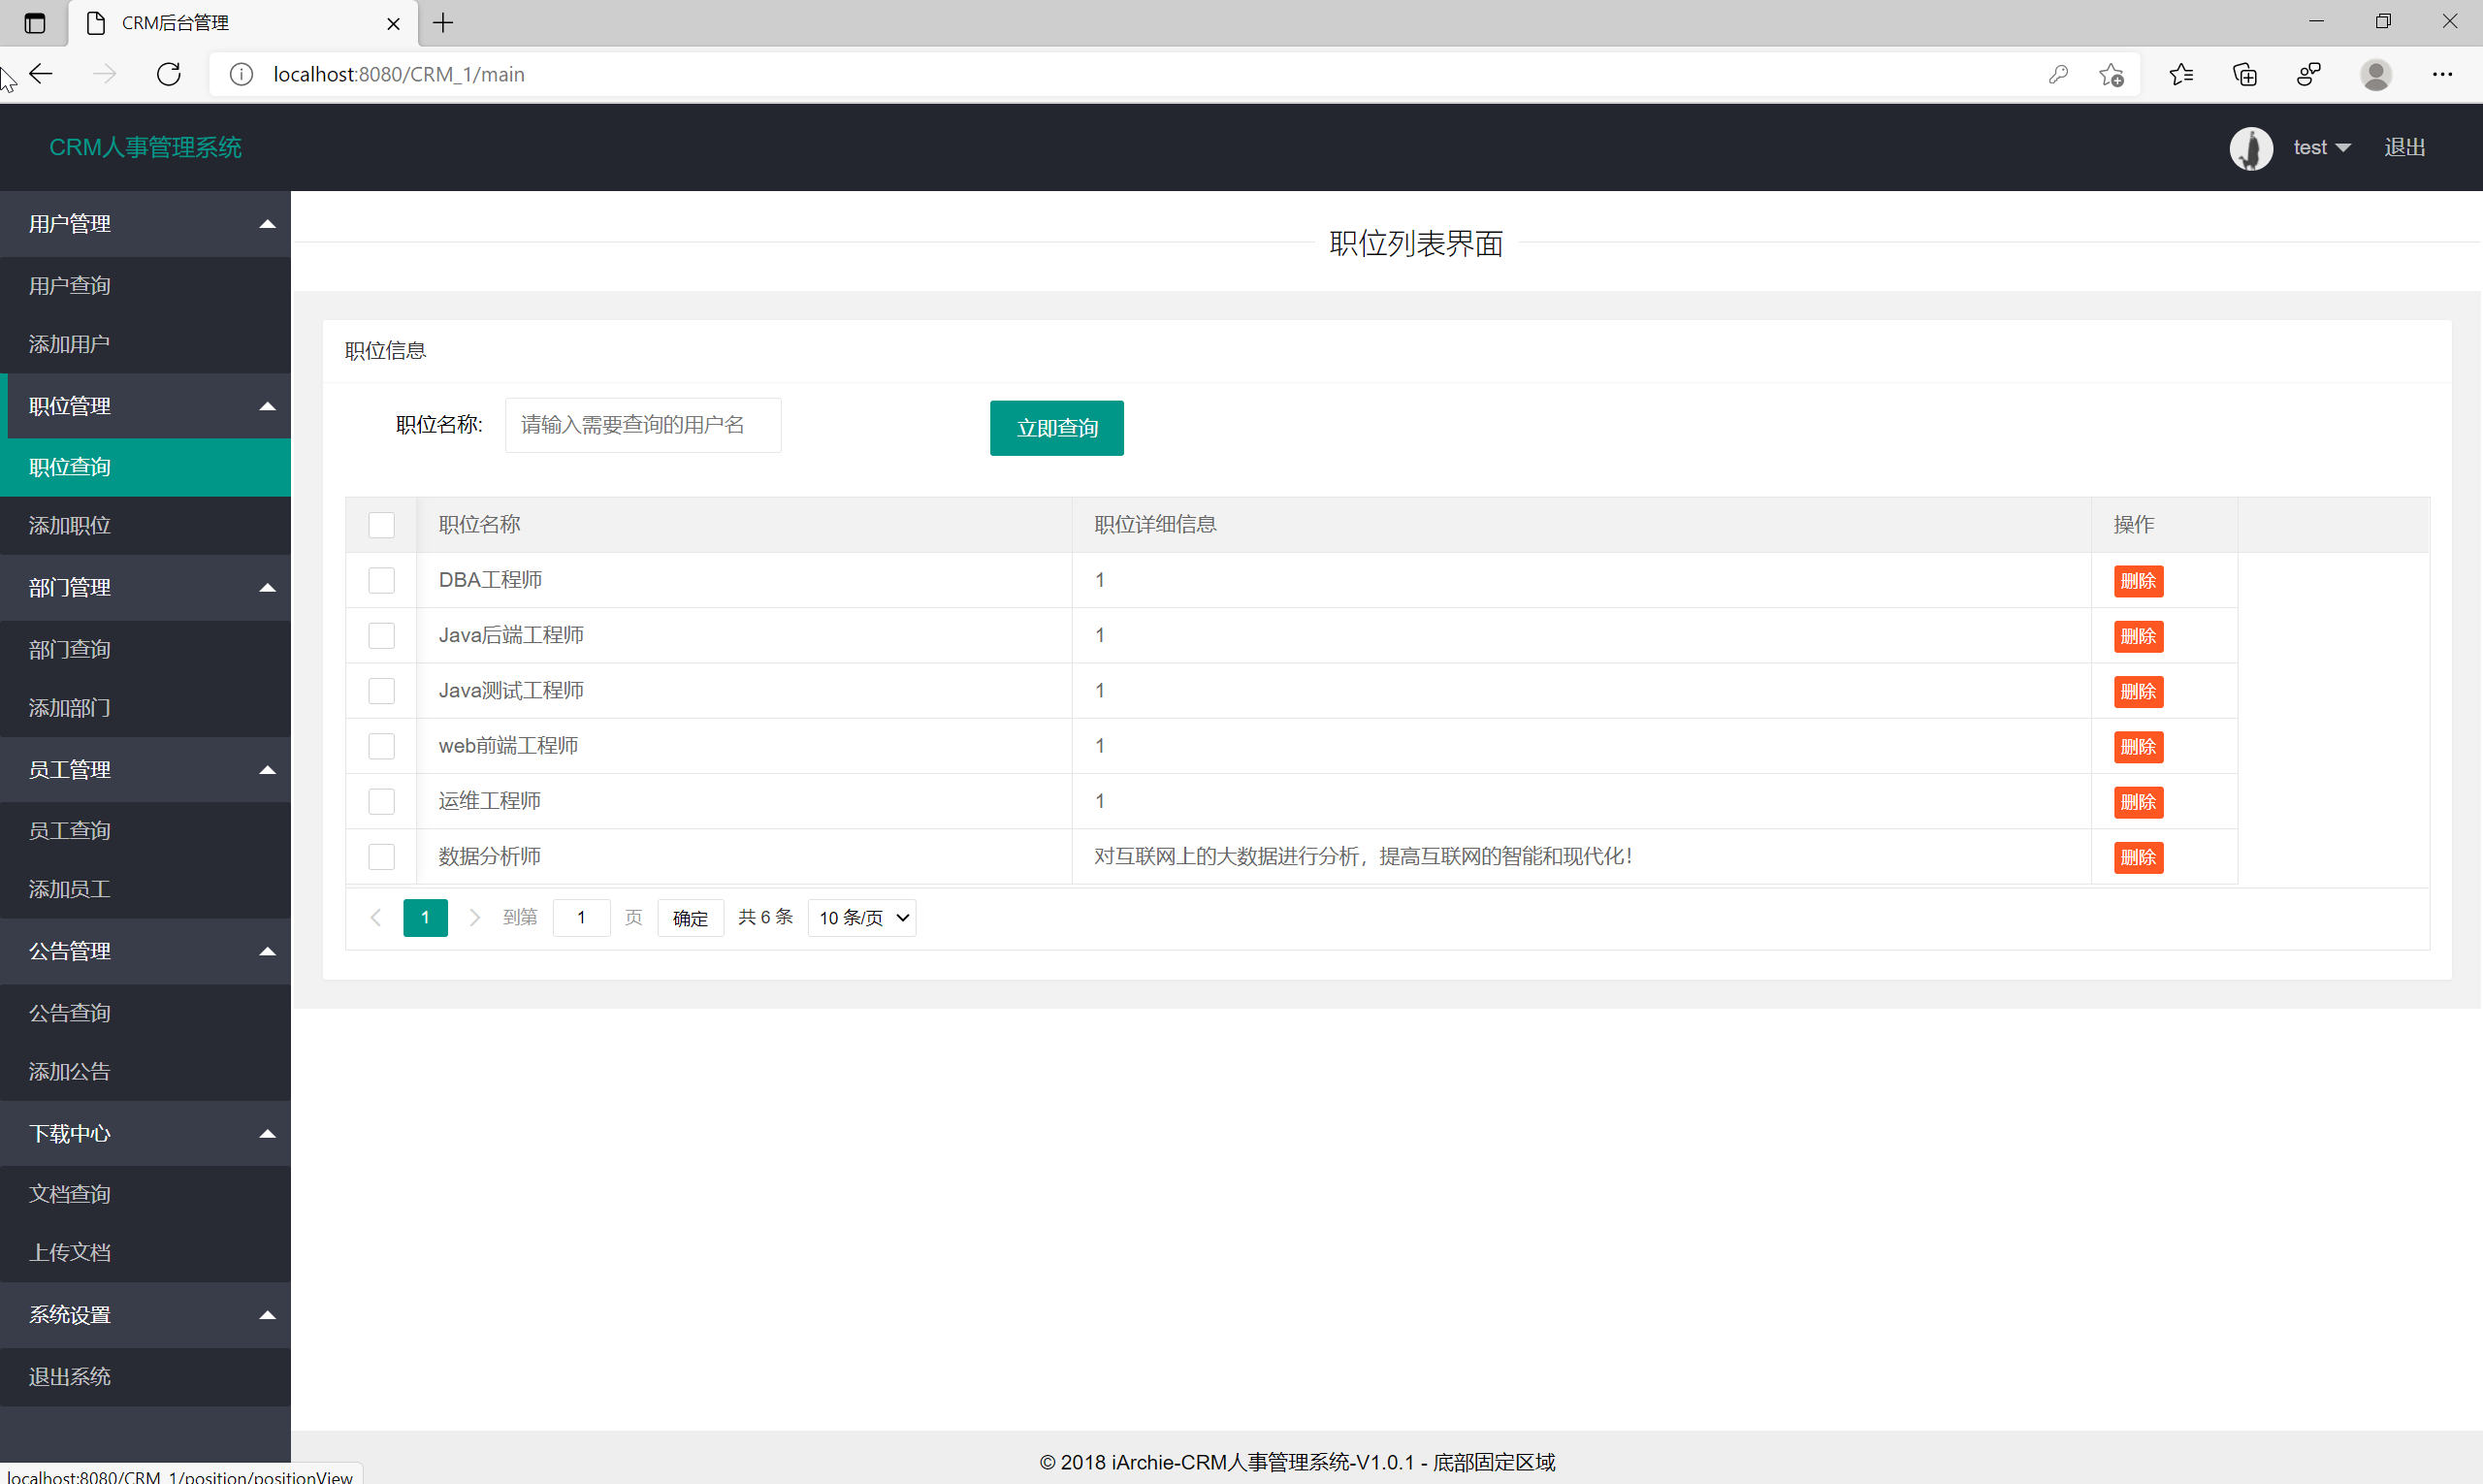 CRM后台管理
localhost:8080/CRM_1/main
CRM人事管理系统
test
退出
用户管理
用户查询
添加用户
职位管理
职位查询
添加职位
部门管理
部门查询
添加部门
员工管理
员工查询
添加员工
公告管理
公告查询
添加公告
下载中心
文档查询
上传文档
系统设置
退出系统
职位列表界面
职位信息
职位名称: 请输入需要查询的用户名 立即查询
职位名称 职位详细信息 操作
DBA工程师 1 删除
Java后端工程师 1 删除
Java测试工程师 1 删除
web前端工程师 1 删除
运维工程师 1 删除
数据分析师 对互联网上的大数据进行分析，提高互联网的智能和现代化！ 删除
1 到第 1 页 确定 共 6 条 10 条/页
© 2018 iArchie-CRM人事管理系统-V1.0.1 - 底部固定区域
localhost:8080/CRM_1/position/positionView